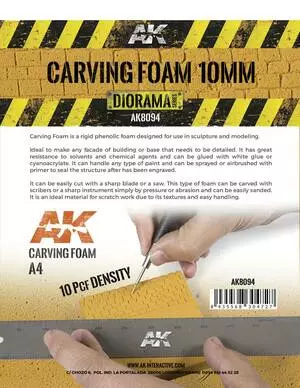 AK
CARVING FOAM 10MM
DIORAMA SERIES
AK8094
Carving Foam is a rigid phenolic foam designed for use in sculpture and modeling.
Ideal to make any facade of building or base that needs to be detailed. It has great
resistance to solvents and chemical agents and can be glued with white glue or
cyanoacrylate. It can handle any type of paint and can be sprayed or airbrushed with
primer to seal the structure after has been engraved.
It can be easily cut with a sharp blade or a saw. This type of foam can be carved with
scribers or a sharp instrument simply by pressure or abrasion and can be easily sanded.
It is an ideal material for scratch work due to its textures and easy handling.
AK
CARVING FOAM
A4
10 PCF DENSITY
AK8094
WWW.AK-INTERACTIVE.COM